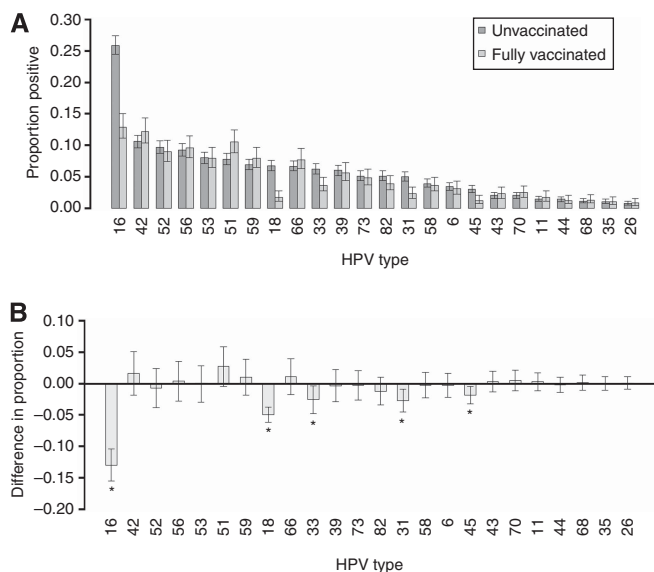 A
0.30
0.25
0.20
0.15
0.10
0.05
0.00
Proportion positive
Unvaccinated
Fully vaccinated
16 42 52 56 53 51 59 18 66 33 39 73 82 31 58 6 45 43 70 11 44 68 35 26
HPV type
B
0.10
0.05
0.00
−0.05
−0.10
−0.15
−0.20
Difference in proportion
* * * * *
16 42 52 56 53 51 59 18 66 33 39 73 82 31 58 6 45 43 70 11 44 68 35 26
HPV type